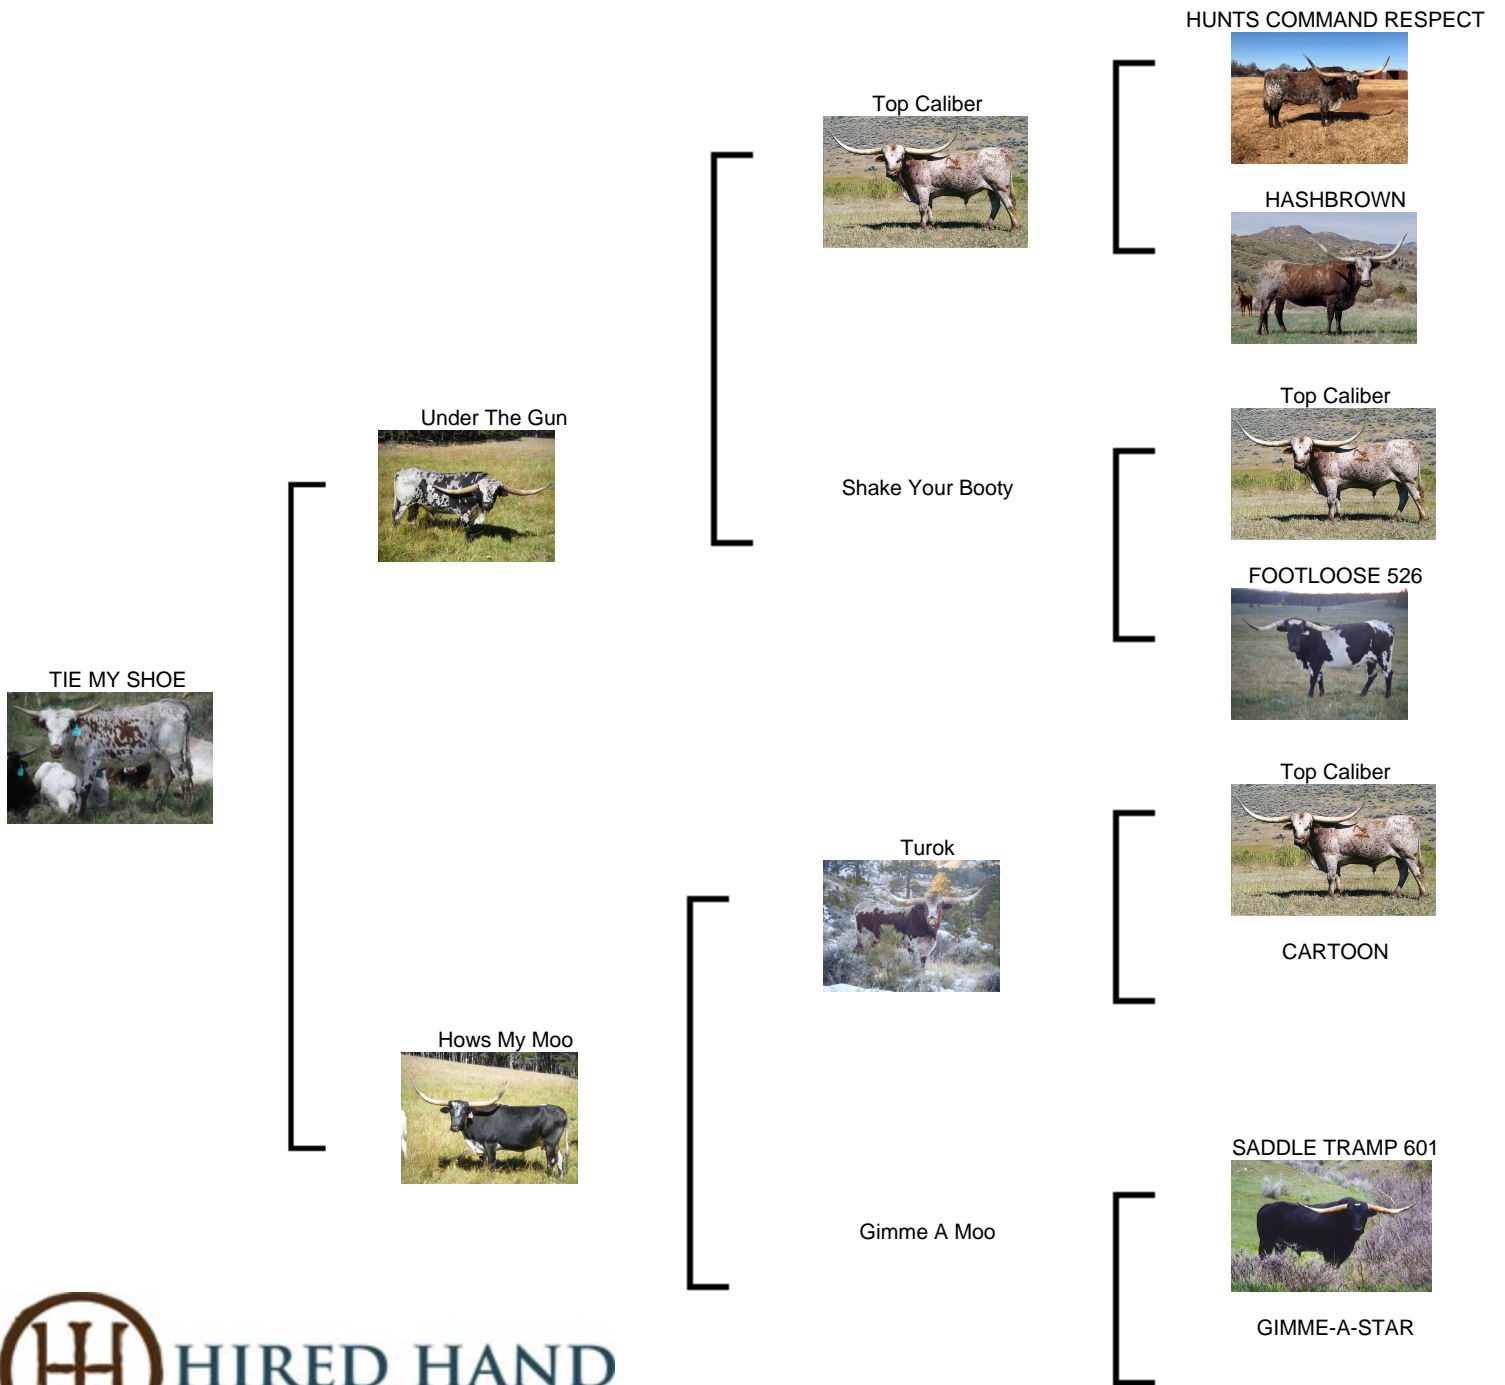 HUNTS COMMAND RESPECT
Top Caliber
HASHBROWN
Under The Gun
Top Caliber
Shake Your Booty
FOOTLOOSE 526
TIE MY SHOE
Top Caliber
Turok
CARTOON
Hows My Moo
SADDLE TRAMP 601
Gimme A Moo
GIMME-A-STAR
HIRED HAND